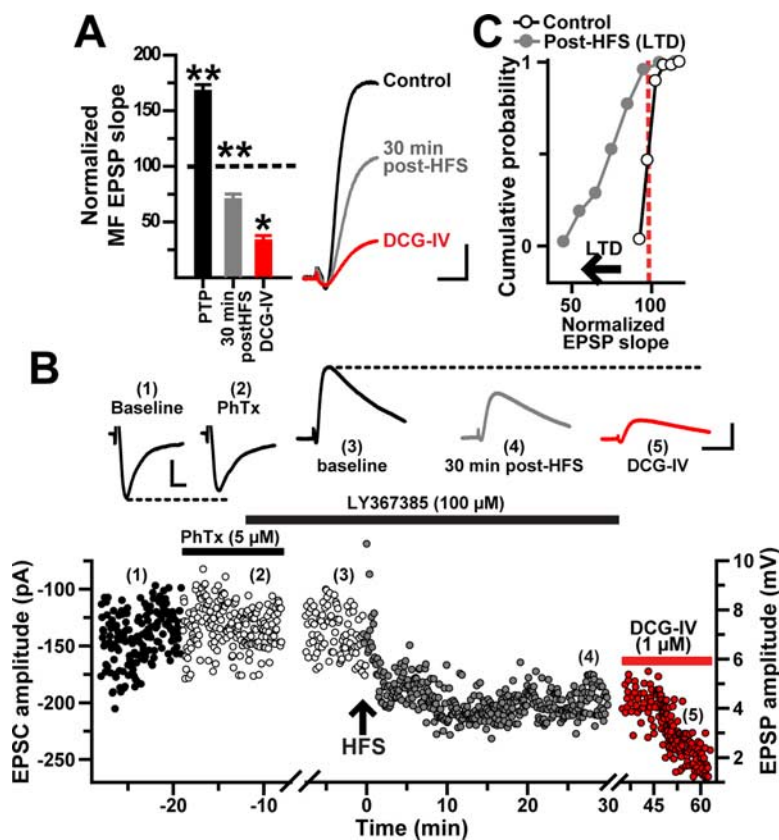 A
Normalized
MF EPSP slope
200
150
100
50
**
**
*
PTP
30 min
postHFS
DCG-IV
Control
30 min
post-HFS
DCG-IV
C
Control
Post-HFS (LTD)
Cumulative probability
1
0
LTD
50
100
Normalized
EPSP slope
B
(1)
Baseline
(2)
PhTx
(3)
baseline
(4)
30 min post-HFS
(5)
DCG-IV
LY367385 (100 µM)
PhTx (5 µM)
DCG-IV
(1 µM)
(1)
(2)
(3)
(4)
(5)
HFS
EPSC amplitude (pA)
-100
-150
-200
-250
EPSP amplitude (mV)
10
8
6
4
2
-20
-10
0
10
20
30
45
60
Time (min)